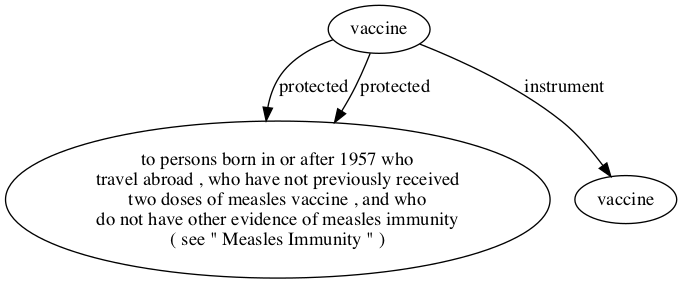 vaccine
protected
protected
instrument
to persons born in or after 1957 who
travel abroad , who have not previously received
two doses of measles vaccine , and who
do not have other evidence of measles immunity
( see " Measles Immunity " )
vaccine